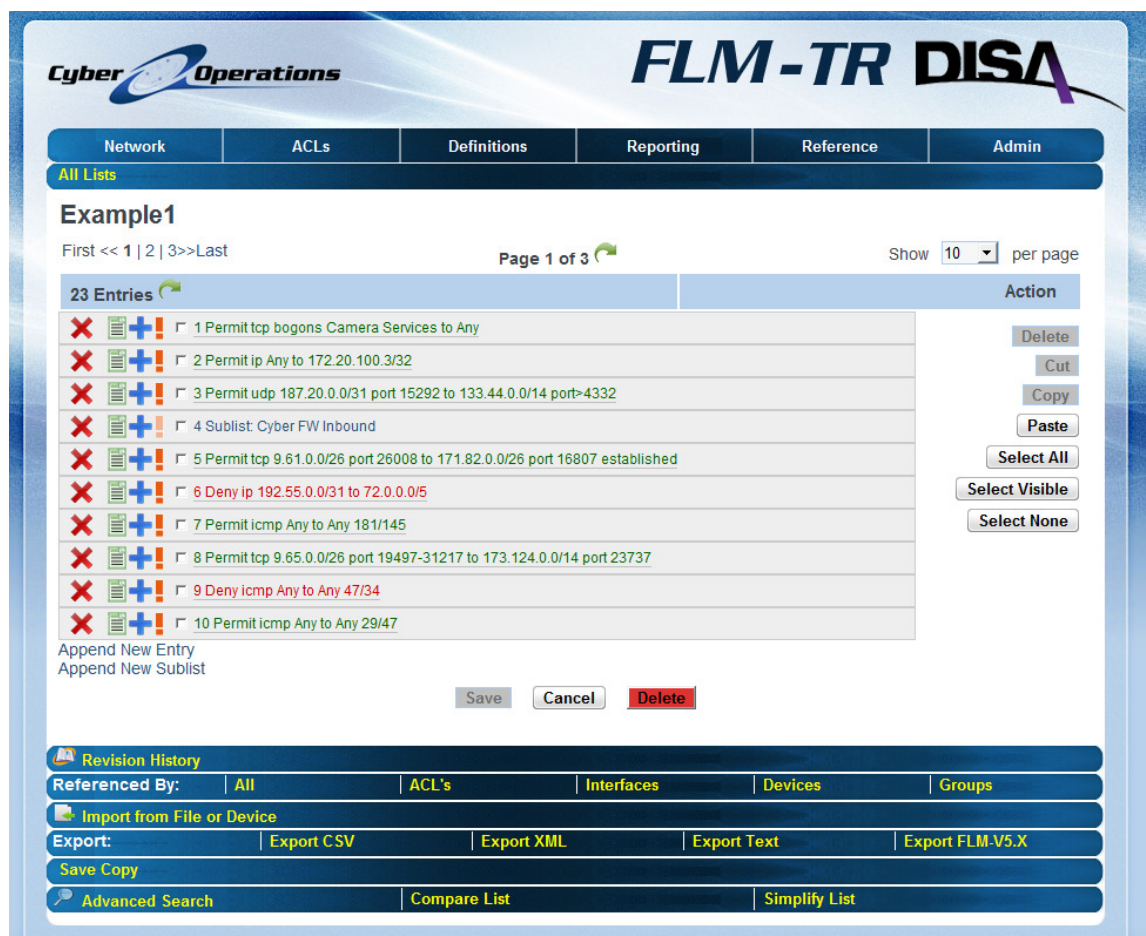 Cyber Operations
FLM-TR DISA
Network ACLs Definitions Reporting Reference Admin
All Lists
Example1
First << 1 | 2 | 3>>Last Page 1 of 3 Show 10 per page
23 Entries Action
1 Permit tcp bogons Camera Services to Any
2 Permit ip Any to 172.20.100.3/32
3 Permit udp 187.20.0.0/31 port 15292 to 133.44.0.0/14 port>4332
4 Sublist: Cyber FW Inbound
5 Permit tcp 9.61.0.0/26 port 26008 to 171.82.0.0/26 port 16807 established
6 Deny ip 192.55.0.0/31 to 72.0.0.0/5
7 Permit icmp Any to Any 181/145
8 Permit tcp 9.65.0.0/26 port 19497-31217 to 173.124.0.0/14 port 23737
9 Deny icmp Any to Any 47/34
10 Permit icmp Any to Any 29/47
Delete
Cut
Copy
Paste
Select All
Select Visible
Select None
Append New Entry
Append New Sublist
Save Cancel Delete
Revision History
Referenced By: All ACL's Interfaces Devices Groups
Import from File or Device
Export: Export CSV Export XML Export Text Export FLM-V5.X
Save Copy
Advanced Search Compare List Simplify List